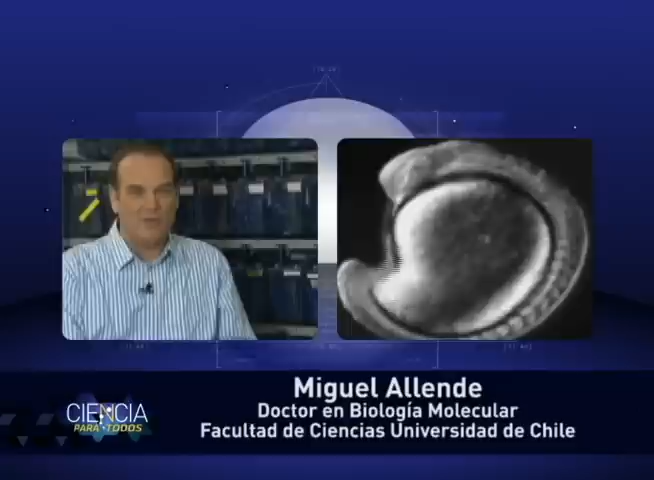 Miguel Allende
Doctor en Biología Molecular
Facultad de Ciencias Universidad de Chile
CIENCIA
PARA TODOS